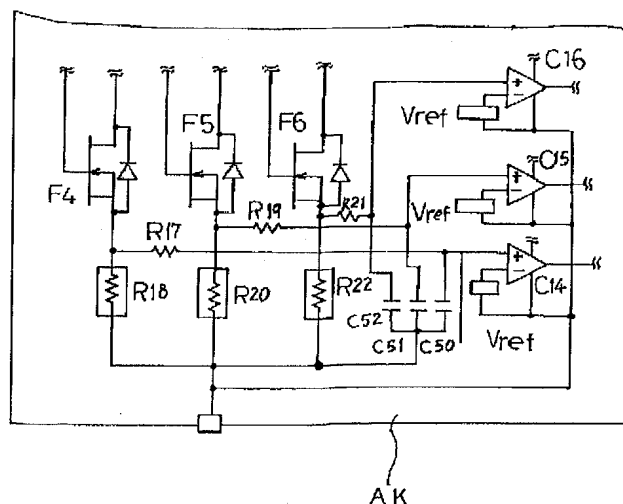 C16
F5
F6
Vref
C15
F4
R19
R21
Vref
R17
C14
R18
R20
R22
C52
C51
C50
Vref
AK